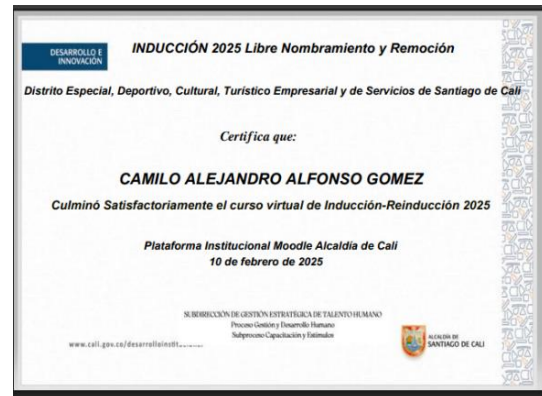 DESARROLLO E
INNOVACIÓN
INDUCCIÓN 2025 Libre Nombramiento y Remoción
Distrito Especial, Deportivo, Cultural, Turístico Empresarial y de Servicios de Santiago de Cali
Certifica que:
CAMILO ALEJANDRO ALFONSO GOMEZ
Culminó Satisfactoriamente el curso virtual de Inducción-Reinducción 2025
Plataforma Institucional Moodle Alcaldía de Cali
10 de febrero de 2025
SUBDIRECCIÓN DE GESTIÓN ESTRATÉGICA DE TALENTO HUMANO
Proceso Gestión y Desarrollo Humano
Subproceso Capacitación y Estímulos
ALCALDÍA DE
SANTIAGO DE CALI